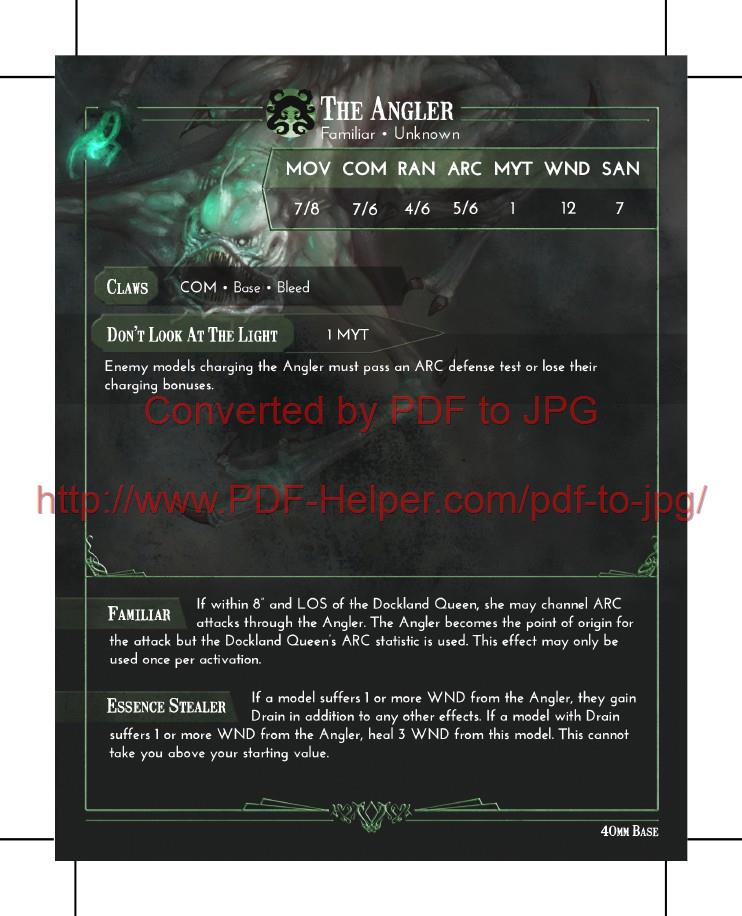 The Angler
Familiar • Unknown
MOV COM RAN ARC MYT WND SAN
7/8 7/6 4/6 5/6 1 12 7
Claws COM • Base • Bleed
Don't Look At The Light 1 MYT
Enemy models charging the Angler must pass an ARC defense test or lose their
charging bonuses.
Converted by PDF to JPG
http://www.PDF-Helper.com/pdf-to-jpg/
Familiar If within 8" and LOS of the Dockland Queen, she may channel ARC
attacks through the Angler. The Angler becomes the point of origin for
the attack but the Dockland Queen's ARC statistic is used. This effect may only be
used once per activation.
Essence Stealer If a model suffers 1 or more WND from the Angler, they gain
Drain in addition to any other effects. If a model with Drain
suffers 1 or more WND from the Angler, heal 3 WND from this model. This cannot
take you above your starting value.
40mm Base